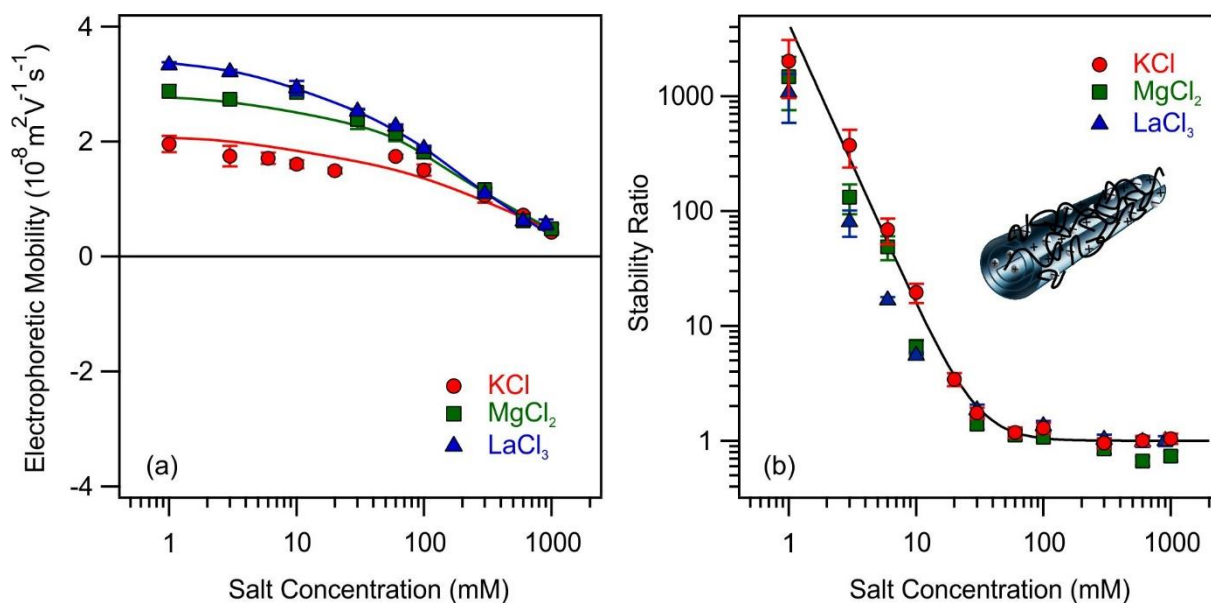 Electrophoretic Mobility (10⁻⁸ m²V⁻¹s⁻¹)
4
2
0
-2
-4
KCl
MgCl₂
LaCl₃
(a)
1
10
100
1000
Salt Concentration (mM)
Stability Ratio
1000
100
10
1
KCl
MgCl₂
LaCl₃
(b)
1
10
100
1000
Salt Concentration (mM)